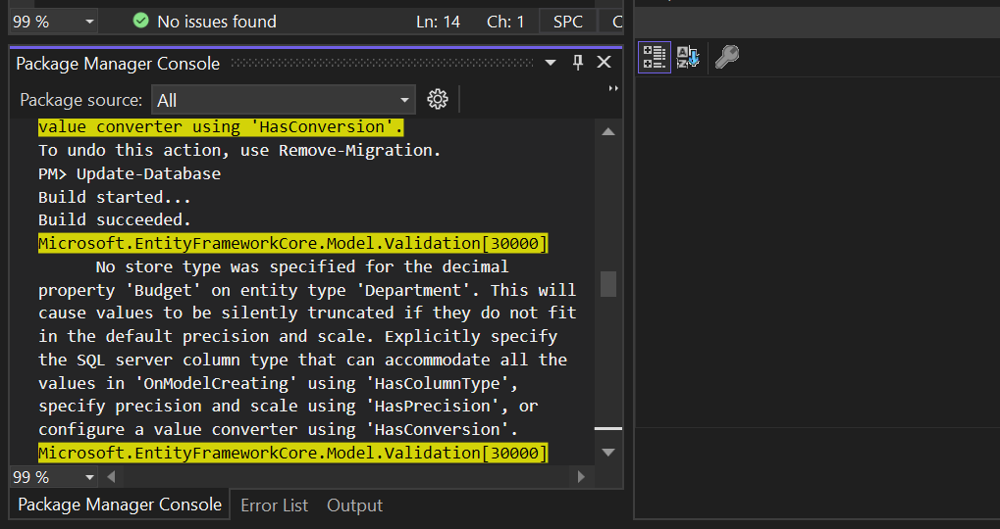 99 %
No issues found
Ln: 14
Ch: 1
SPC
C
Package Manager Console
Package source:
All
value converter using 'HasConversion'.
To undo this action, use Remove-Migration.
PM> Update-Database
Build started...
Build succeeded.
Microsoft.EntityFrameworkCore.Model.Validation[30000]
No store type was specified for the decimal
property 'Budget' on entity type 'Department'. This will
cause values to be silently truncated if they do not fit
in the default precision and scale. Explicitly specify
the SQL server column type that can accommodate all the
values in 'OnModelCreating' using 'HasColumnType',
specify precision and scale using 'HasPrecision', or
configure a value converter using 'HasConversion'.
Microsoft.EntityFrameworkCore.Model.Validation[30000]
99 %
Package Manager Console
Error List
Output